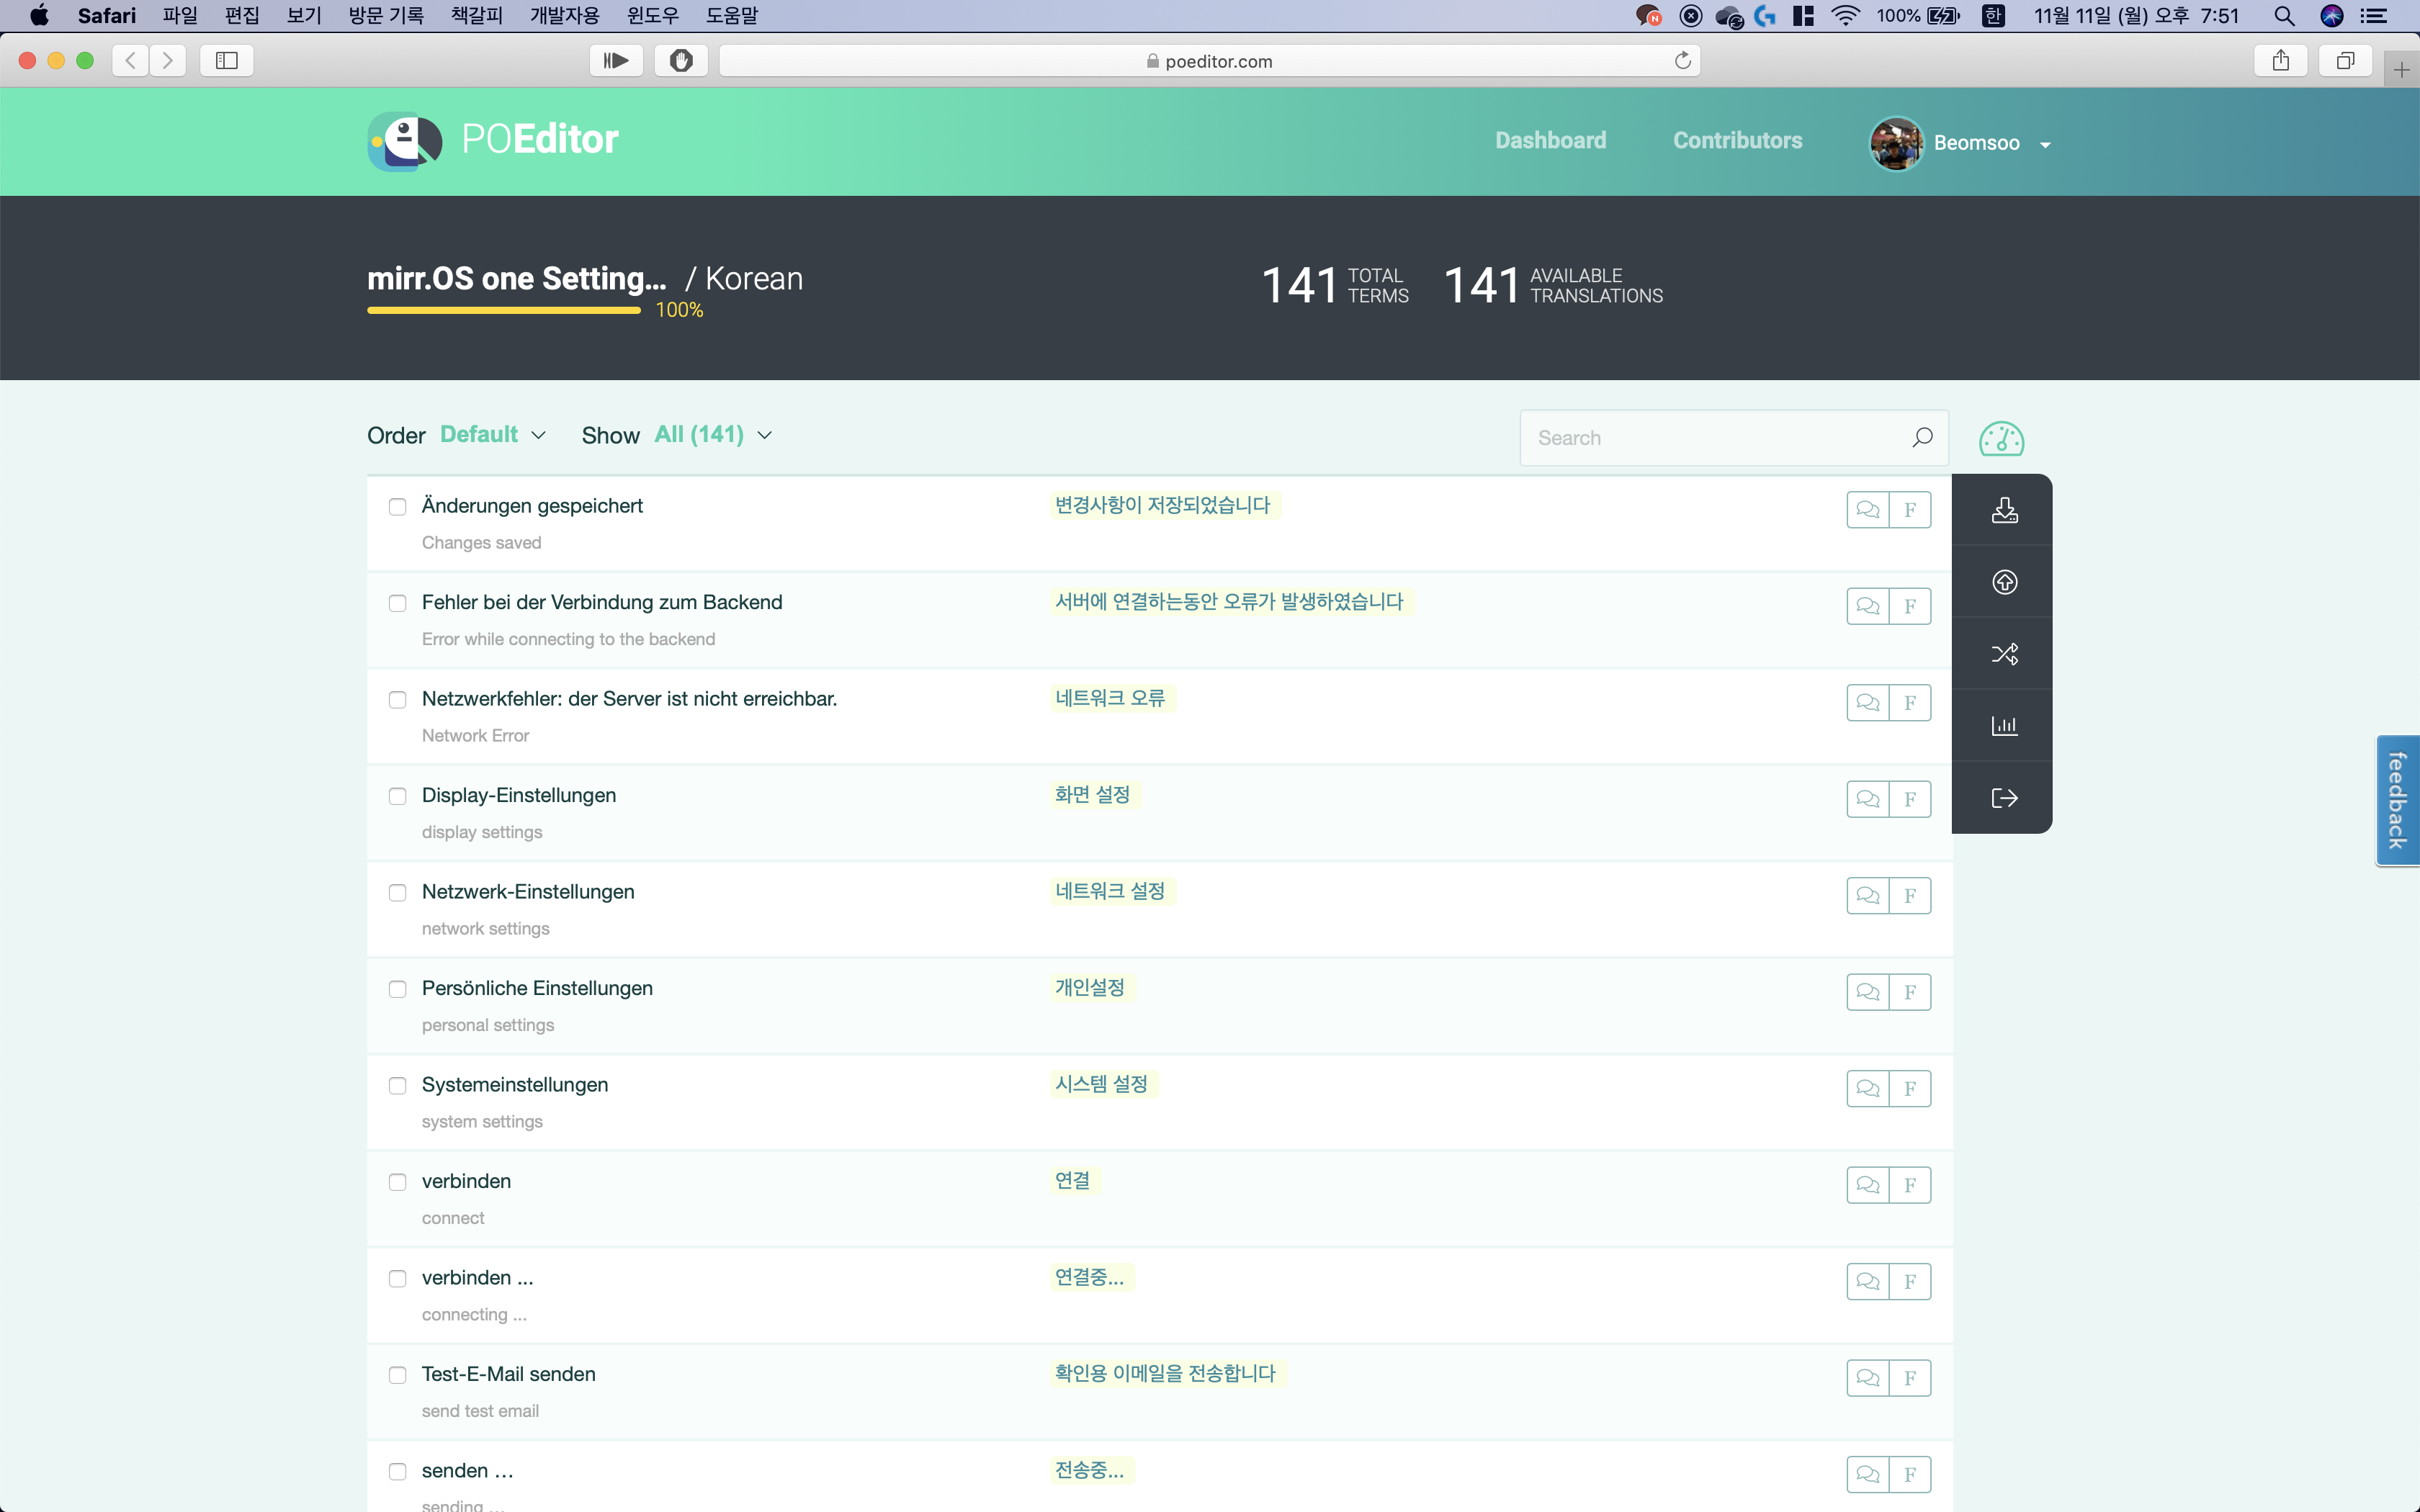 Safari 파일 편집 보기 방문 기록 책갈피 개발자용 윈도우 도움말 N 100% 한 11월 11일 (월) 오후 7:51
poeditor.com
POEditor Dashboard Contributors Beomsoo
mirr.OS one Setting... / Korean
100%
141 TOTAL TERMS 141 AVAILABLE TRANSLATIONS
Order Default Show All (141) Search
Änderungen gespeichert 변경사항이 저장되었습니다 F
Changes saved
Fehler bei der Verbindung zum Backend 서버에 연결하는동안 오류가 발생하였습니다 F
Error while connecting to the backend
Netzwerkfehler: der Server ist nicht erreichbar. 네트워크 오류 F
Network Error
Display-Einstellungen 화면 설정 F
display settings
feedback
Netzwerk-Einstellungen 네트워크 설정 F
network settings
Persönliche Einstellungen 개인설정 F
personal settings
Systemeinstellungen 시스템 설정 F
system settings
verbinden 연결 F
connect
verbinden ... 연결중... F
connecting ...
Test-E-Mail senden 확인용 이메일을 전송합니다 F
send test email
senden … 전송중... F
sending ...